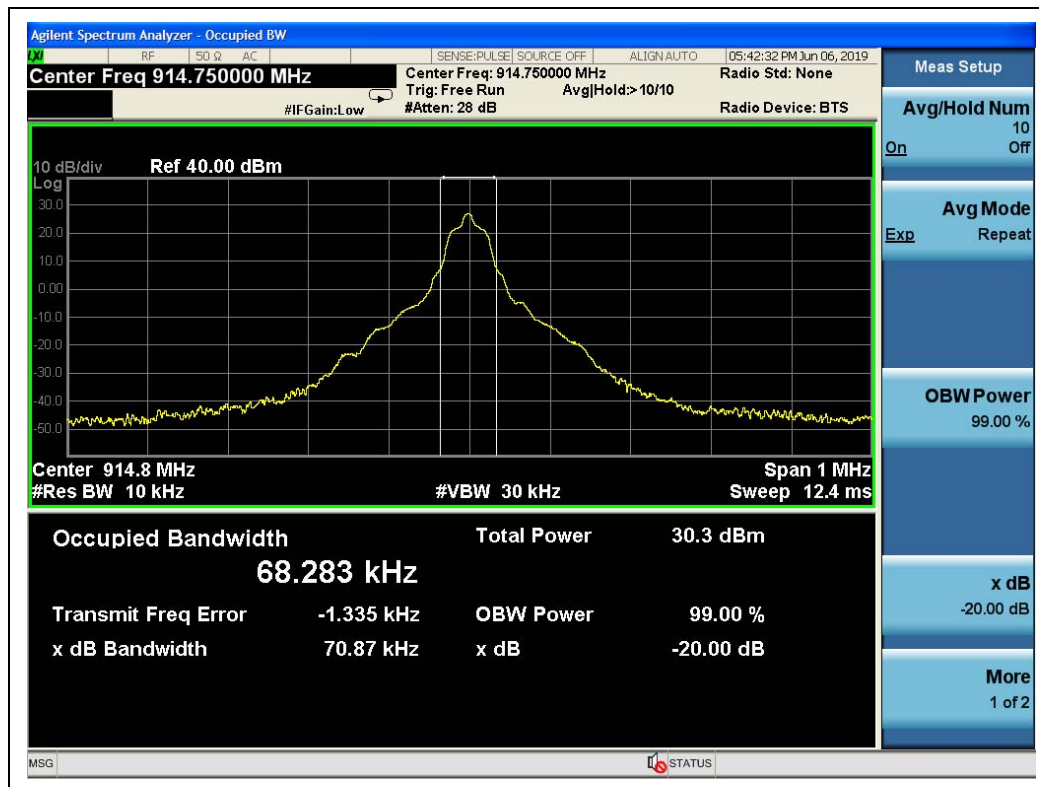 Agilent Spectrum Analyzer - Occupied BW
LXI RF 50 Ω AC SENSE:PULSE SOURCE OFF ALIGN AUTO 05:42:32 PM Jun 06, 2019
Center Freq 914.750000 MHz
Center Freq: 914.750000 MHz
Radio Std: None
Trig: Free Run Avg|Hold:>10/10
#IFGain:Low
#Atten: 28 dB
Radio Device: BTS
10 dB/div Ref 40.00 dBm
Log
30.0
20.0
10.0
0.00
-10.0
-20.0
-30.0
-40.0
-50.0
Center 914.8 MHz Span 1 MHz
#Res BW 10 kHz #VBW 30 kHz Sweep 12.4 ms
Occupied Bandwidth Total Power 30.3 dBm
68.283 kHz
Transmit Freq Error -1.335 kHz OBW Power 99.00 %
x dB Bandwidth 70.87 kHz x dB -20.00 dB
Meas Setup
Avg/Hold Num
10
On Off
Avg Mode
Exp Repeat
OBW Power
99.00 %
x dB
-20.00 dB
More
1 of 2
MSG STATUS